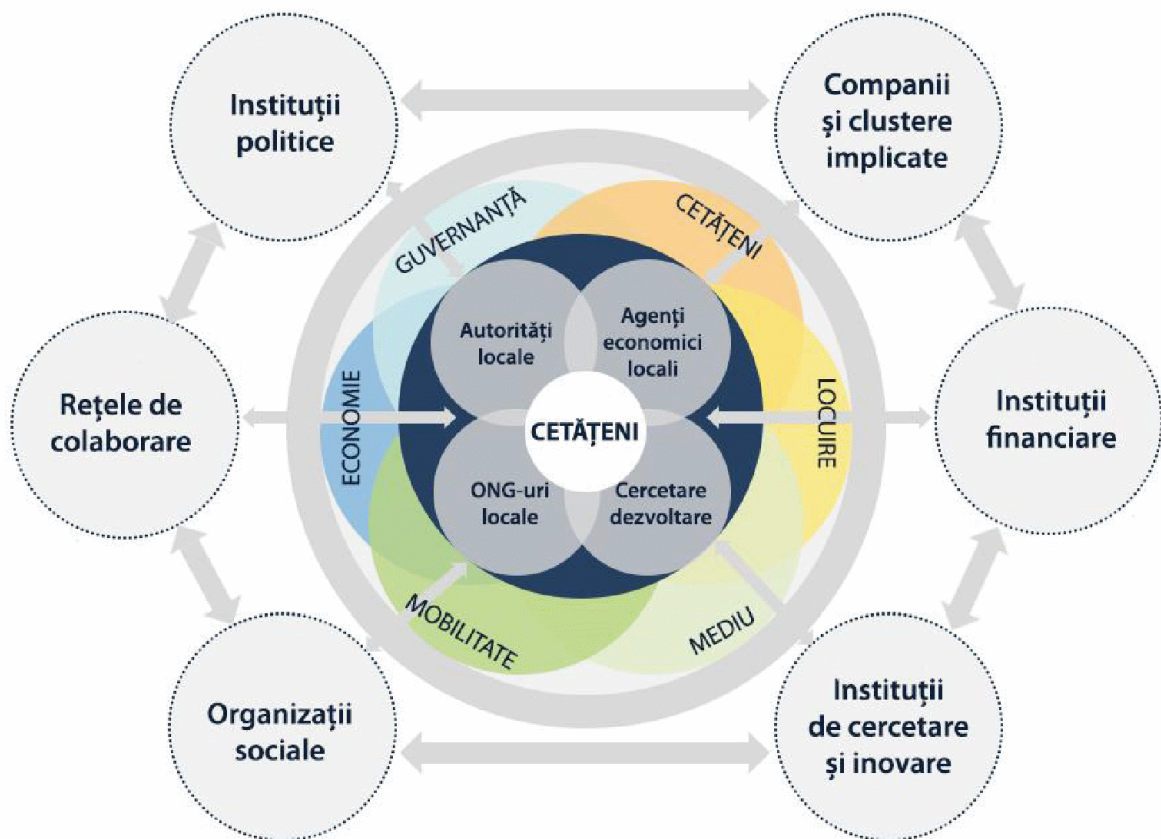 Instituții
politice
Companii
și clustere
implicate
GUVERNANȚĂ
CETĂȚENI
Autorități
locale
Agenți
economici
locali
Rețele de
colaborare
ECONOMIE
CETĂȚENI
LOCUIRE
Instituții
financiare
ONG-uri
locale
Cercetare
dezvoltare
MOBILITATE
MEDIU
Organizații
sociale
Instituții
de cercetare
și inovare